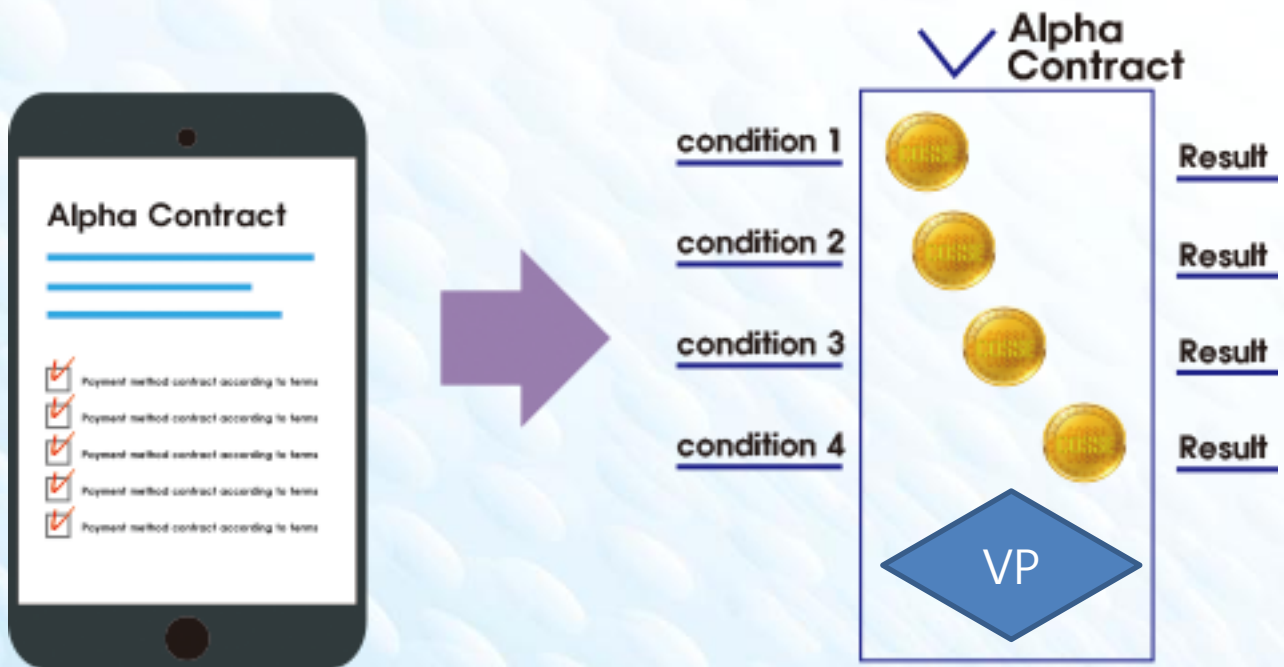 Alpha Contract
Payment method contract according to terms
Payment method contract according to terms
Payment method contract according to terms
Payment method contract according to terms
Payment method contract according to terms
Alpha
Contract
condition 1
Result
condition 2
Result
condition 3
Result
condition 4
Result
VP